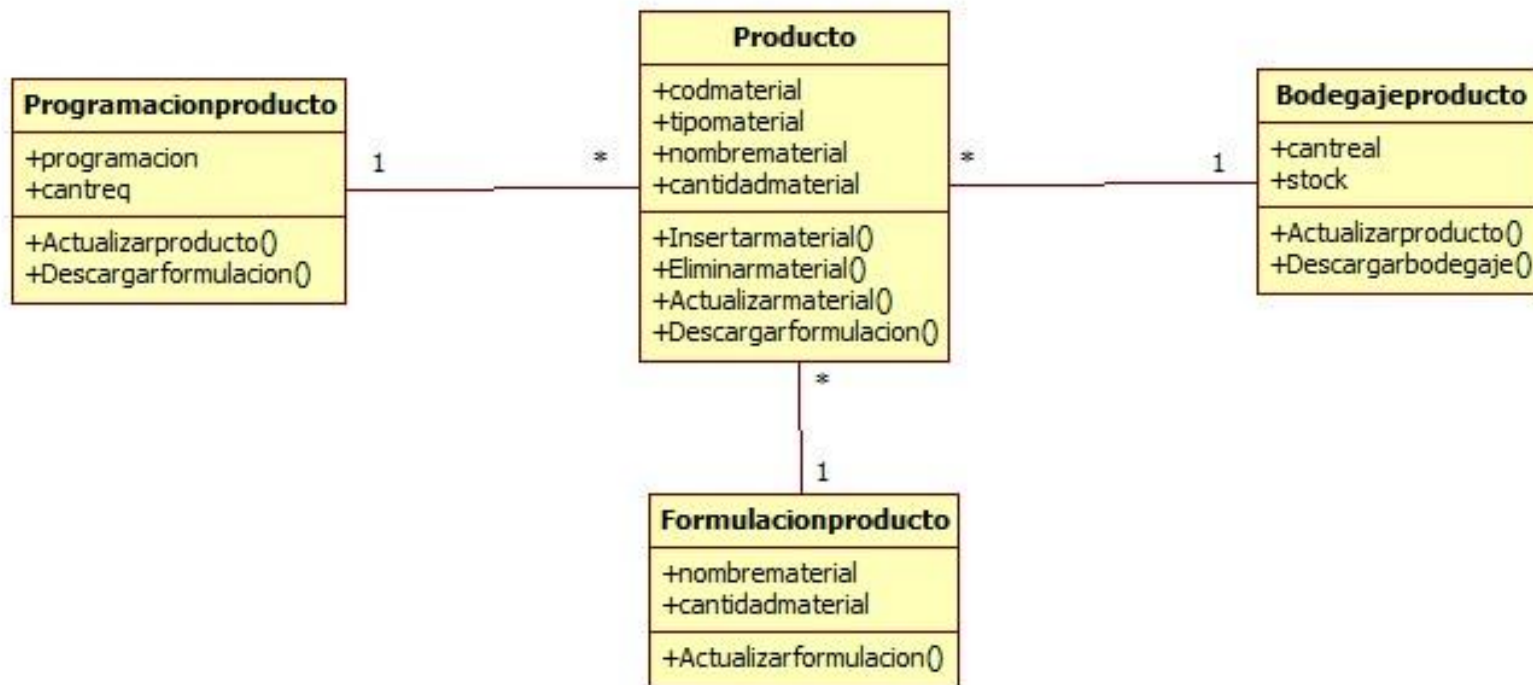 Programacionproducto
+programacion
+cantreq
+Actualizarproducto()
+Descargarformulacion()
1
*
Producto
+codmaterial
+tipomaterial
+nombrematerial
+cantidadmaterial
+Insertarmaterial()
+Eliminarmaterial()
+Actualizarmaterial()
+Descargarformulacion()
*
1
Bodegajeproducto
+cantreal
+stock
+Actualizarproducto()
+Descargarbodegaje()
*
1
Formulacionproducto
+nombrematerial
+cantidadmaterial
+Actualizarformulacion()